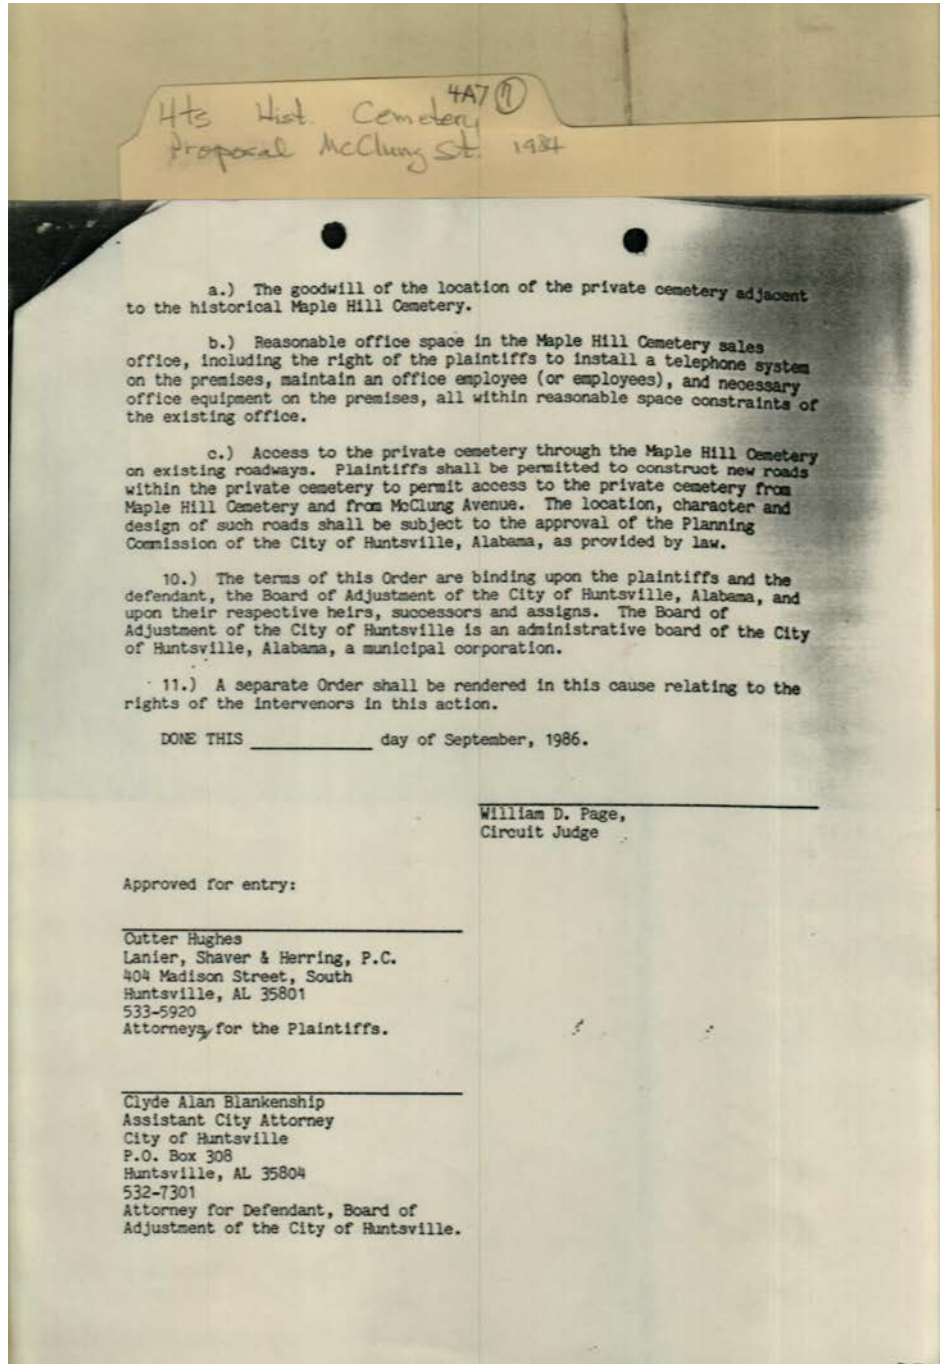 4A7 7
Hts Hist. Cemetery
Proposal McClung St. 1984
a.) The goodwill of the location of the private cemetery adjacent
to the historical Maple Hill Cemetery.
b.) Reasonable office space in the Maple Hill Cemetery sales
office, including the right of the plaintiffs to install a telephone system
on the premises, maintain an office employee (or employees), and necessary
office equipment on the premises, all within reasonable space constraints of
the existing office.
c.) Access to the private cemetery through the Maple Hill Cemetery
on existing roadways. Plaintiffs shall be permitted to construct new roads
within the private cemetery to permit access to the private cemetery from
Maple Hill Cemetery and from McClung Avenue. The location, character and
design of such roads shall be subject to the approval of the Planning
Commission of the City of Huntsville, Alabama, as provided by law.
10.) The terms of this Order are binding upon the plaintiffs and the
defendant, the Board of Adjustment of the City of Huntsville, Alabama, and
upon their respective heirs, successors and assigns. The Board of
Adjustment of the City of Huntsville is an administrative board of the City
of Huntsville, Alabama, a municipal corporation.
11.) A separate Order shall be rendered in this cause relating to the
rights of the intervenors in this action.
DONE THIS __________ day of September, 1986.
William D. Page,
Circuit Judge
Approved for entry:
Cutter Hughes
Lanier, Shaver & Herring, P.C.
404 Madison Street, South
Huntsville, AL 35801
533-5920
Attorneys for the Plaintiffs.
Clyde Alan Blankenship
Assistant City Attorney
City of Huntsville
P.O. Box 308
Huntsville, AL 35804
532-7301
Attorney for Defendant, Board of
Adjustment of the City of Huntsville.